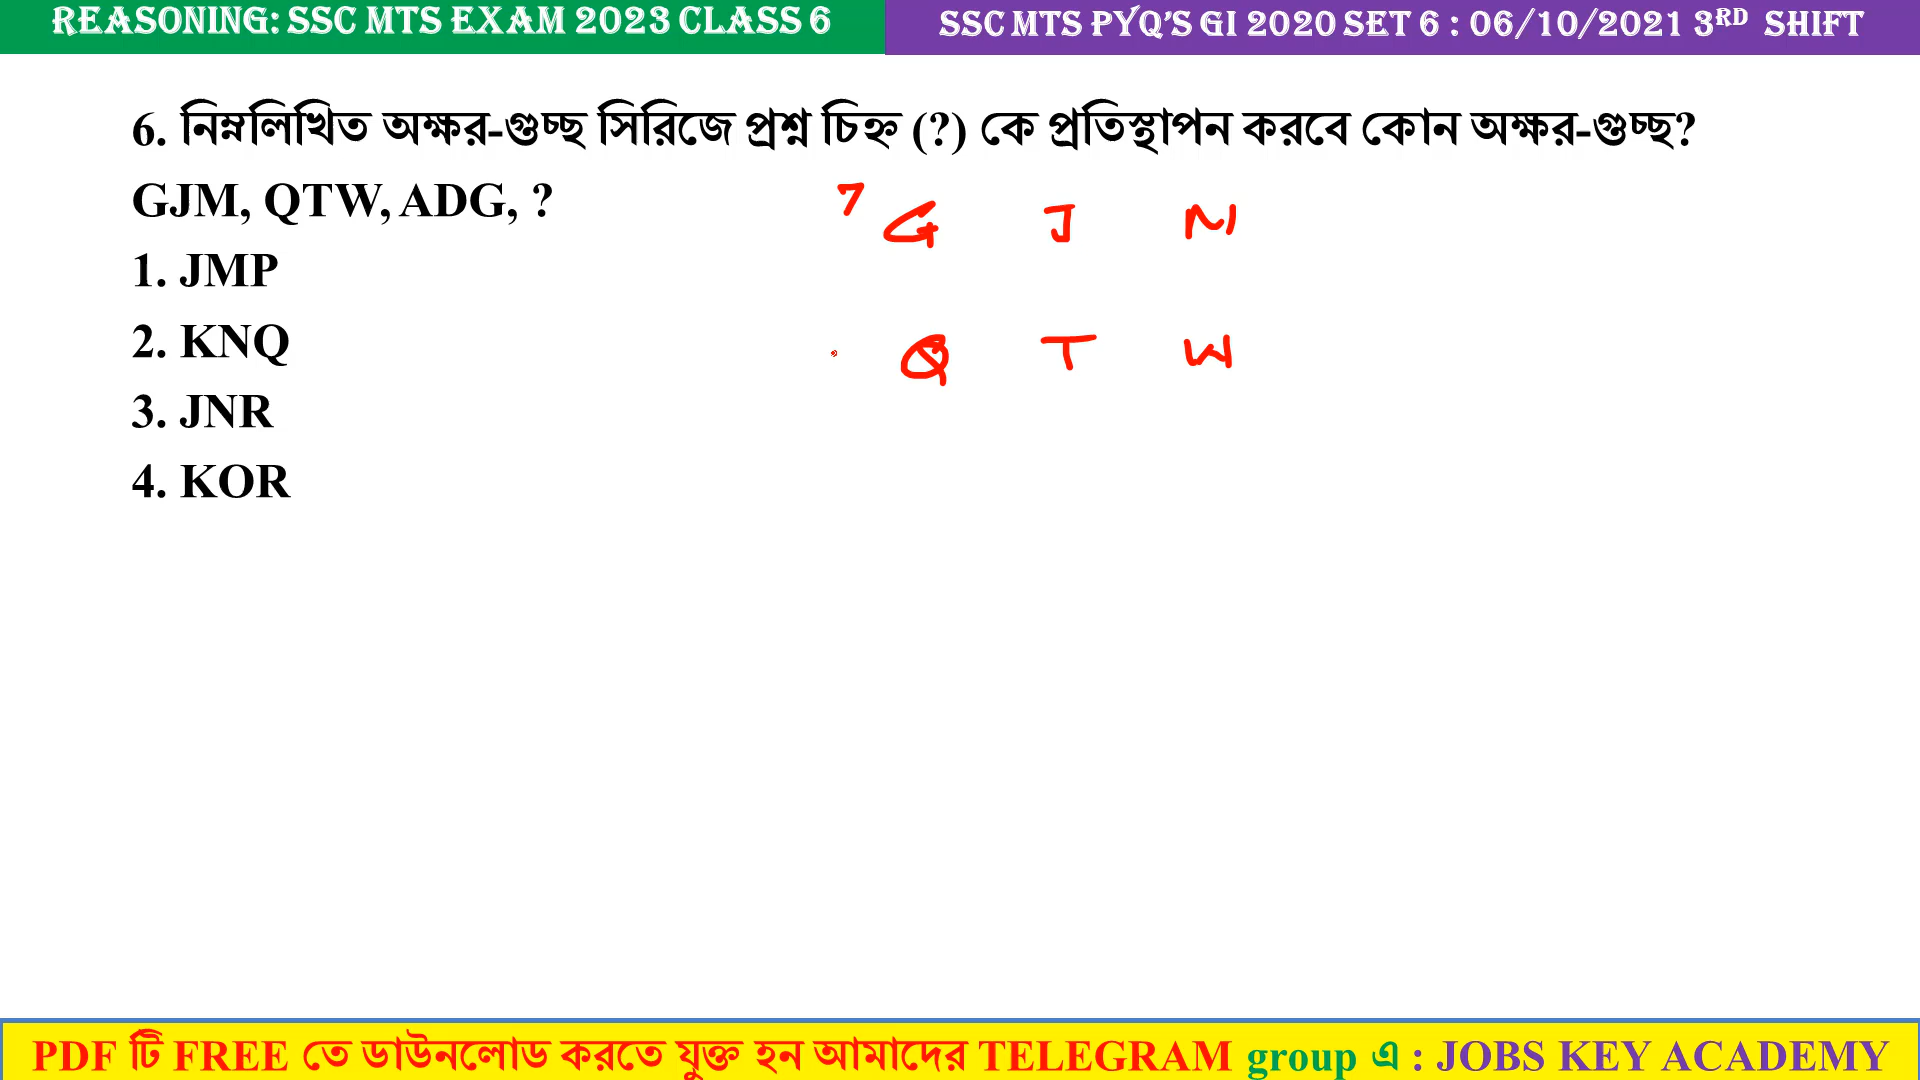 REASONING: SSC MTS EXAM 2023 CLASS 6
SSC MTS PYQ'S GI 2020 SET 6 : 06/10/2021 3RD SHIFT
6. নিম্নলিখিত অক্ষর-গুচ্ছ সিরিজে প্রশ্ন চিহ্ন (?) কে প্রতিস্থাপন করবে কোন অক্ষর-গুচ্ছ?
GJM, QTW, ADG, ?
7 G J M
1. JMP
2. KNQ
Q T W
3. JNR
4. KOR
PDF টি FREE তে ডাউনলোড করতে যুক্ত হন আমাদের TELEGRAM group এ : JOBS KEY ACADEMY